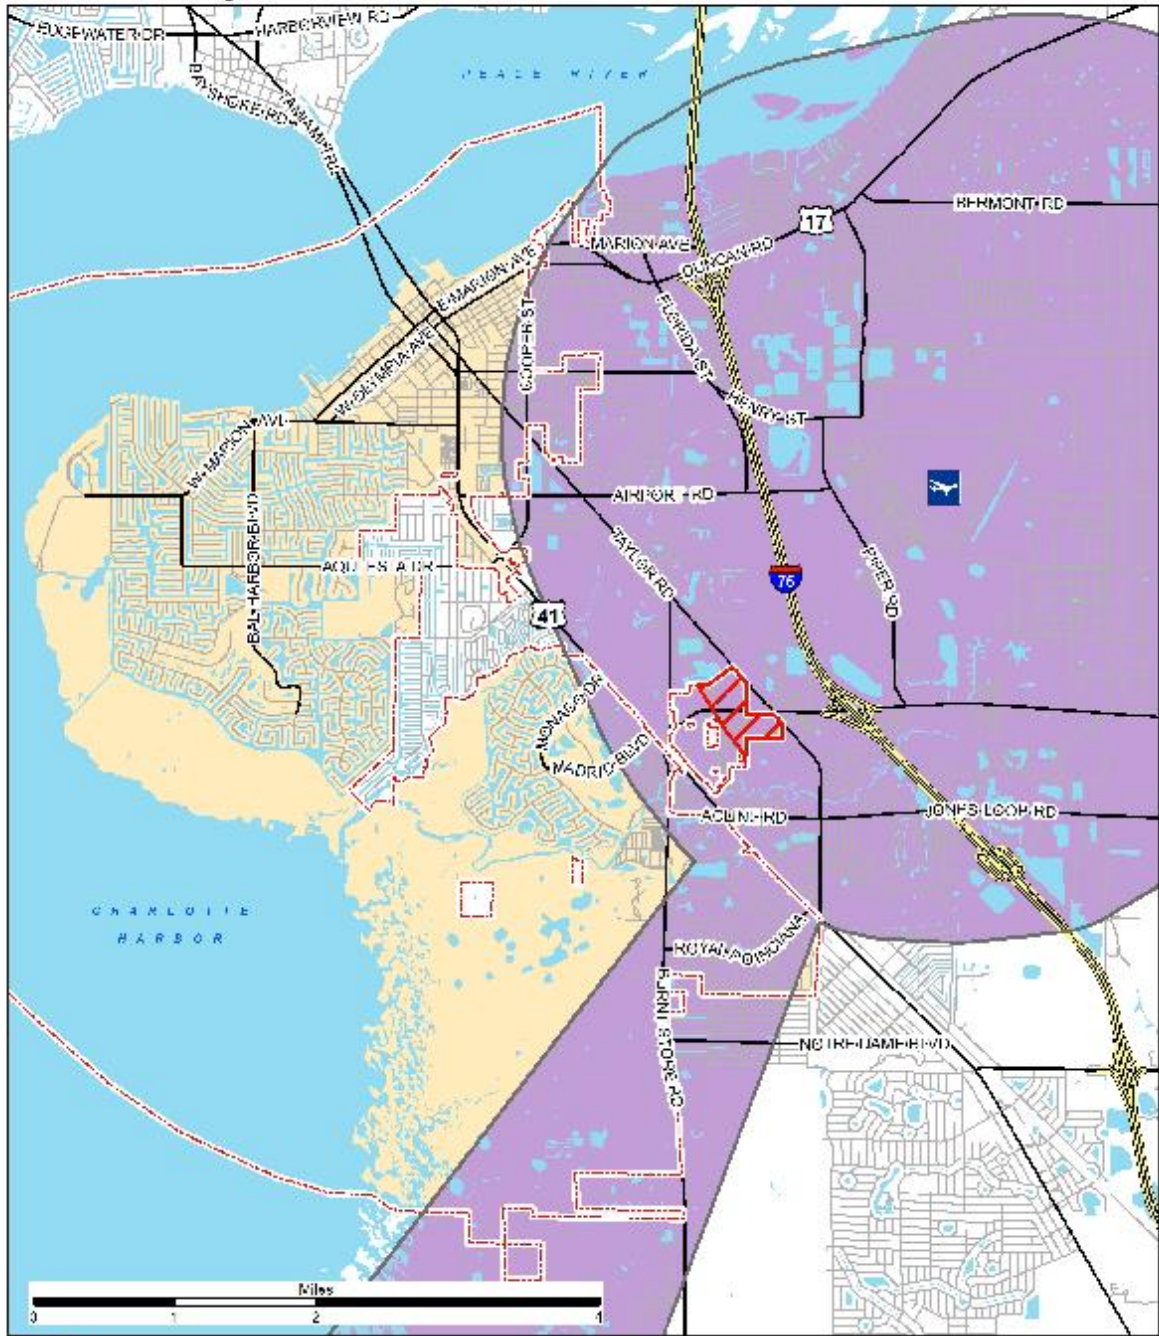 EDGEWATER DR
HARBORVIEW RD
BAYSHORE RD
TAMIAMI TRL
PEACE RIVER
BERMONT RD
17
MARION AVE
DUNCAN RD
E MARION AVE
FLORIDA ST
COOPER ST
W OLYMPIA AVE
HENRY ST
W MARION AVE
AIRPORT RD
BAL HARBOR BLVD
TAYLOR RD
AQUI ESTA DR
PIPER RD
75
41
MONACO DR
MADRID BLVD
ACLINE RD
JONES LOOP RD
CHARLOTTE
HARBOR
ROYAL POINCIANA
BURNT STORE RD
NOTRE DAME BLVD
Miles
0 1 2 4